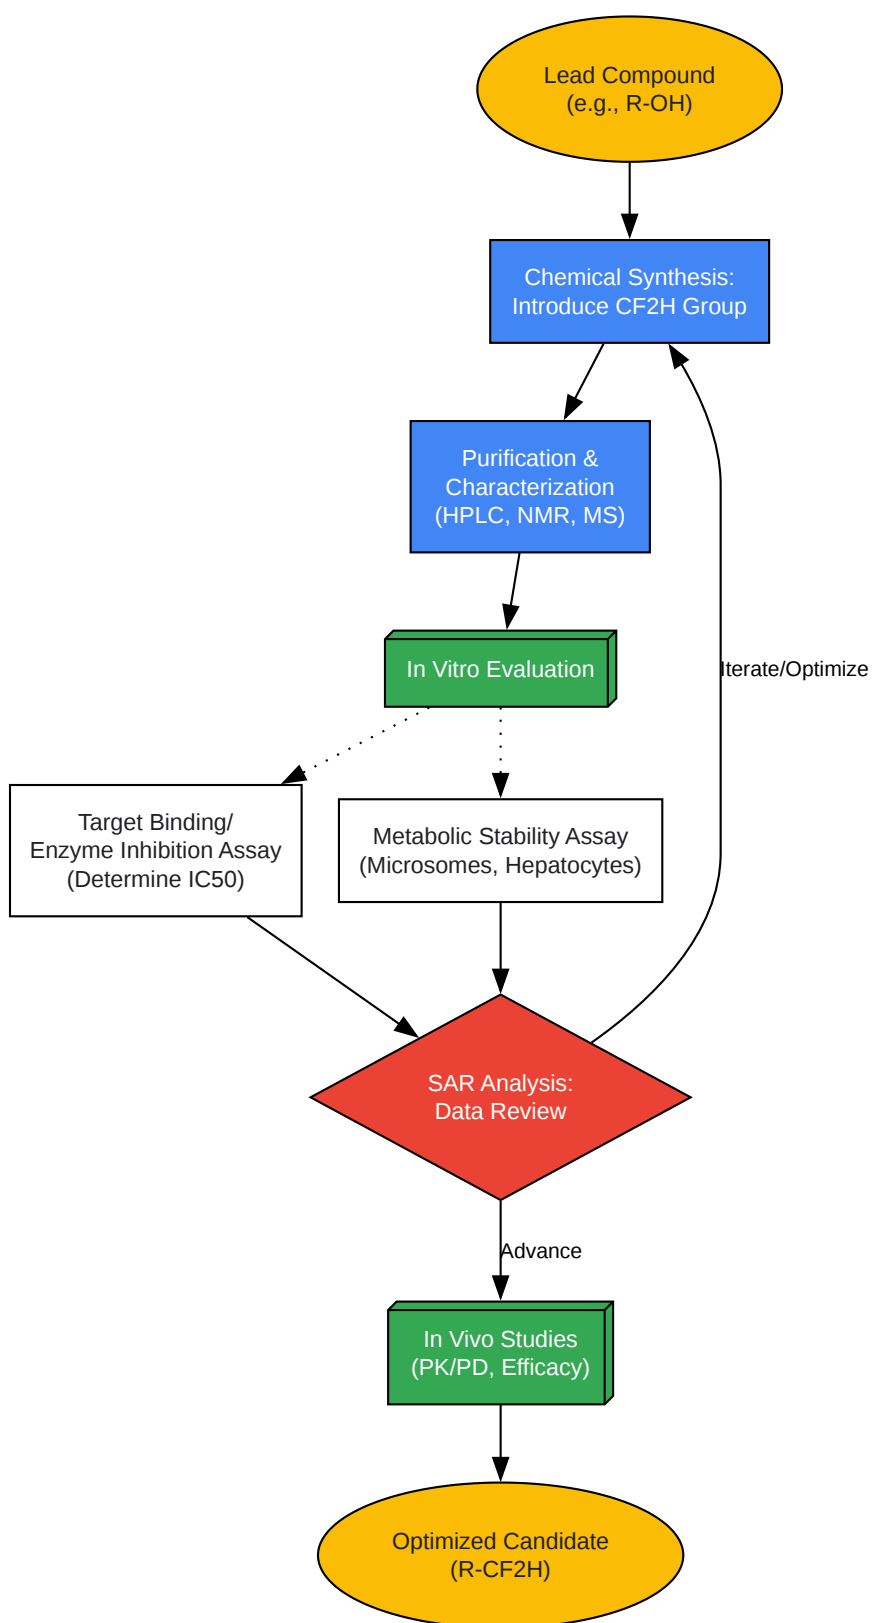 Lead Compound
(e.g., R-OH)
Chemical Synthesis:
Introduce CF2H Group
Purification &
Characterization
(HPLC, NMR, MS)
In Vitro Evaluation
Iterate/Optimize
Target Binding/
Enzyme Inhibition Assay
(Determine IC50)
Metabolic Stability Assay
(Microsomes, Hepatocytes)
SAR Analysis:
Data Review
Advance
In Vivo Studies
(PK/PD, Efficacy)
Optimized Candidate
(R-CF2H)